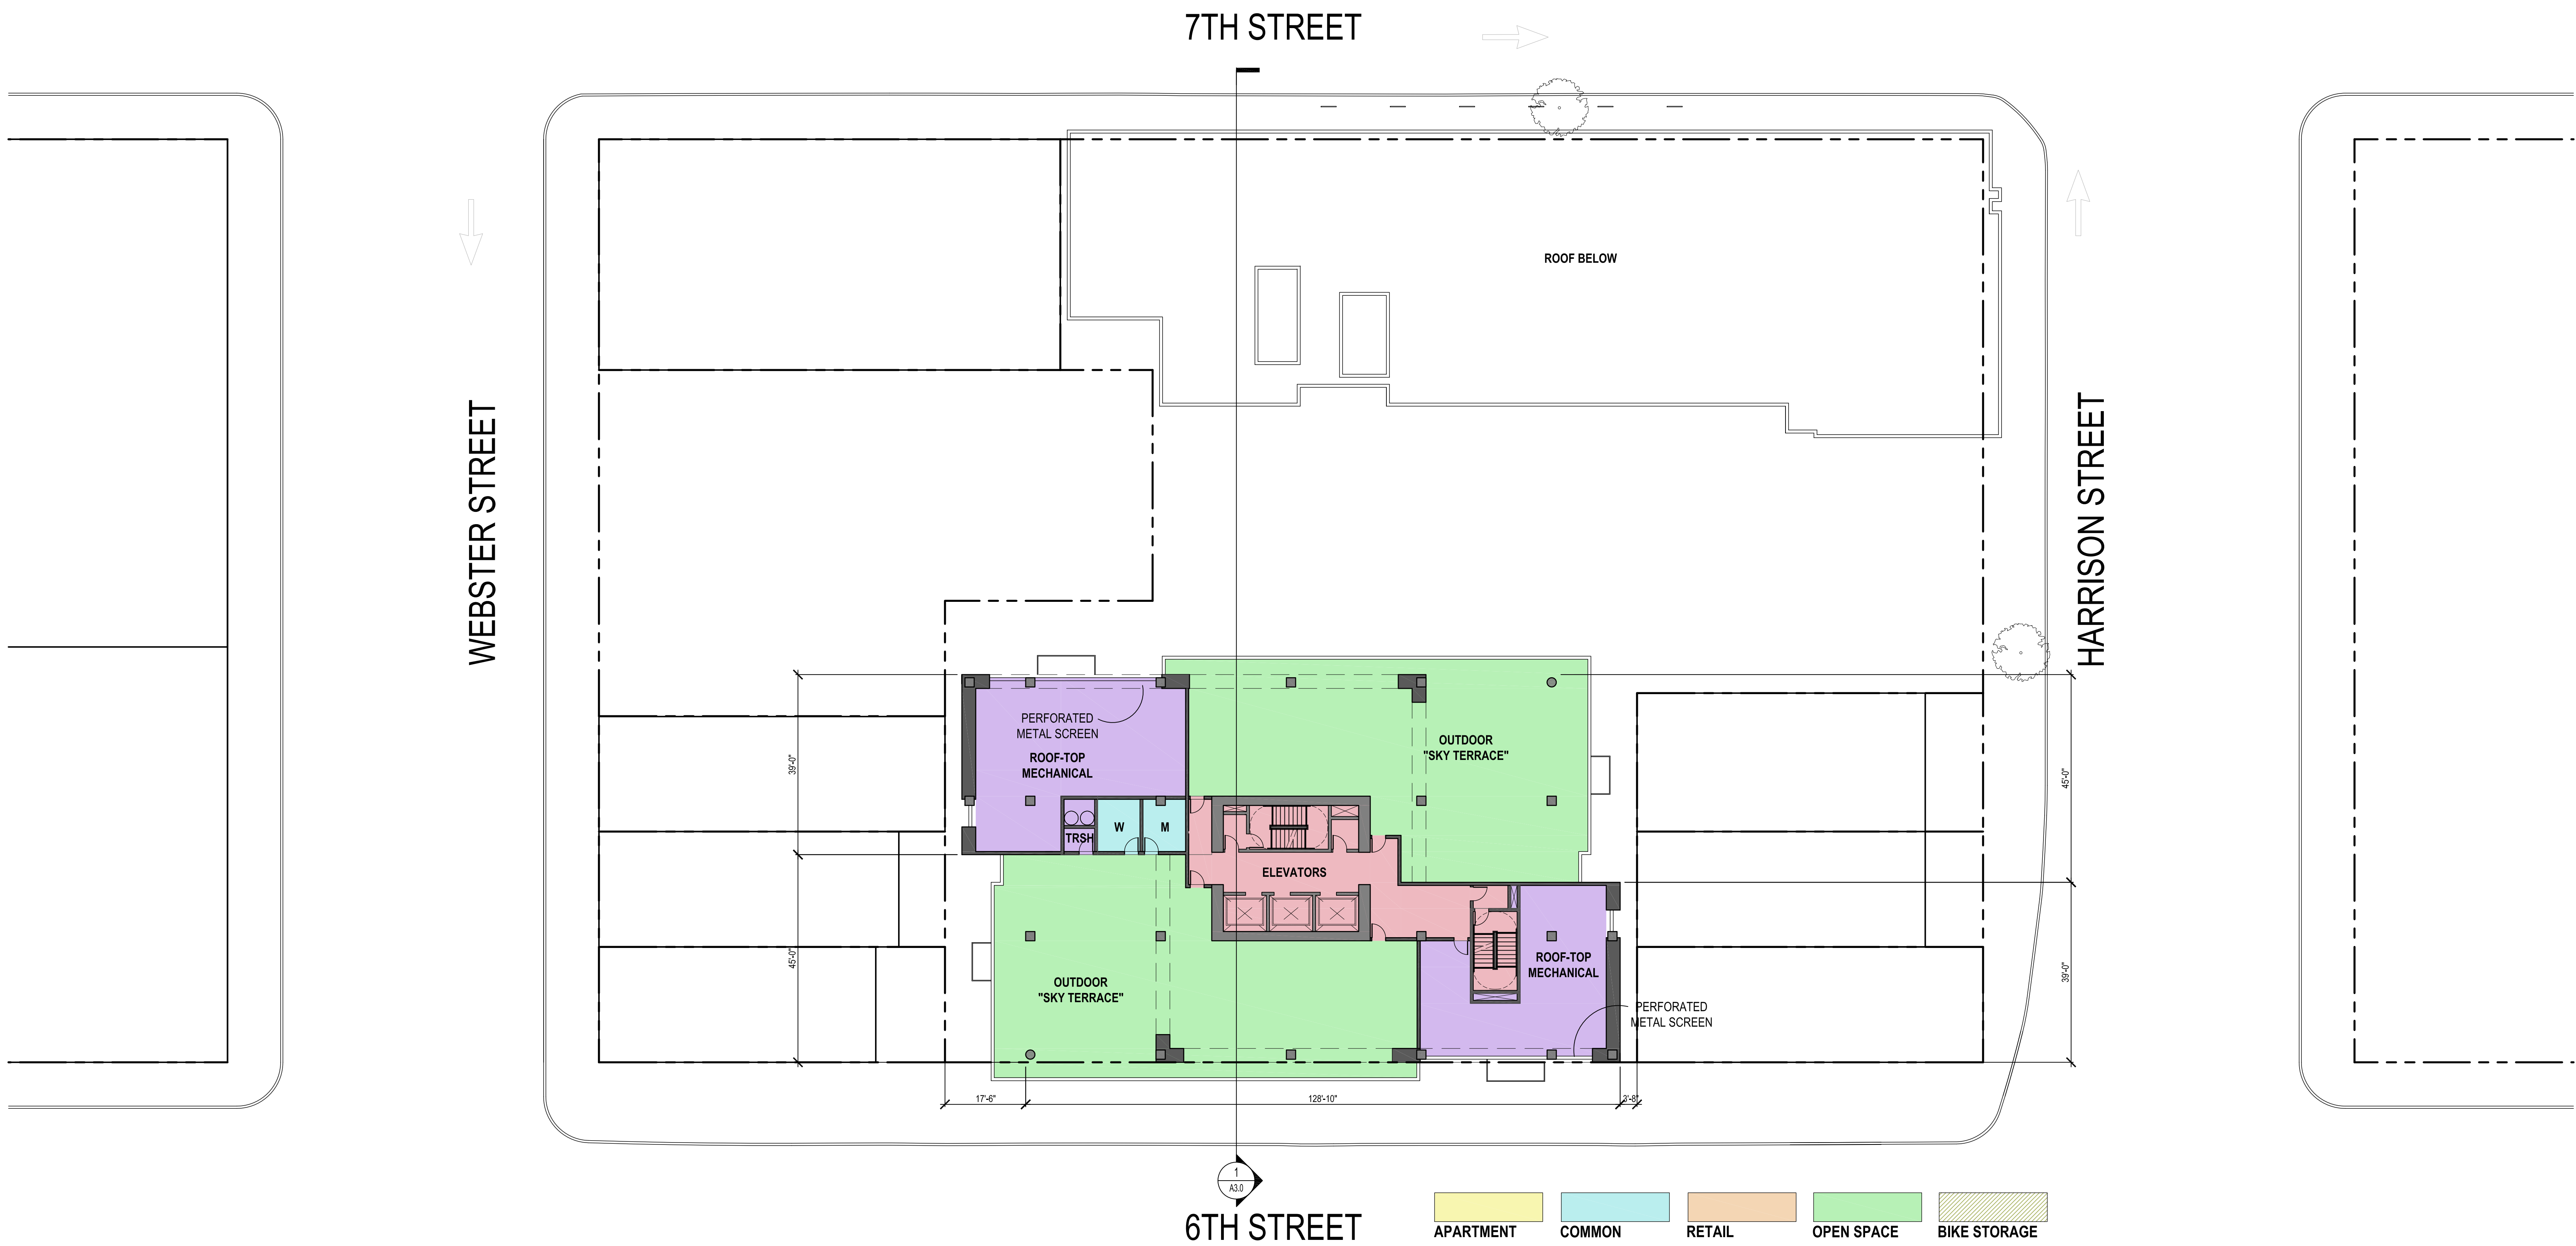 7TH STREET
ROOF BELOW
WEBSTER STREET
HARRISON STREET
PERFORATED
METAL SCREEN
ROOF-TOP
MECHANICAL
OUTDOOR
"SKY TERRACE"
39'-0"
45'-0"
TRSH
W
M
ELEVATORS
45'-0"
39'-0"
OUTDOOR
"SKY TERRACE"
ROOF-TOP
MECHANICAL
PERFORATED
METAL SCREEN
17'-6"
128'-10"
3'-8"
1
A3.0
6TH STREET
APARTMENT
COMMON
RETAIL
OPEN SPACE
BIKE STORAGE